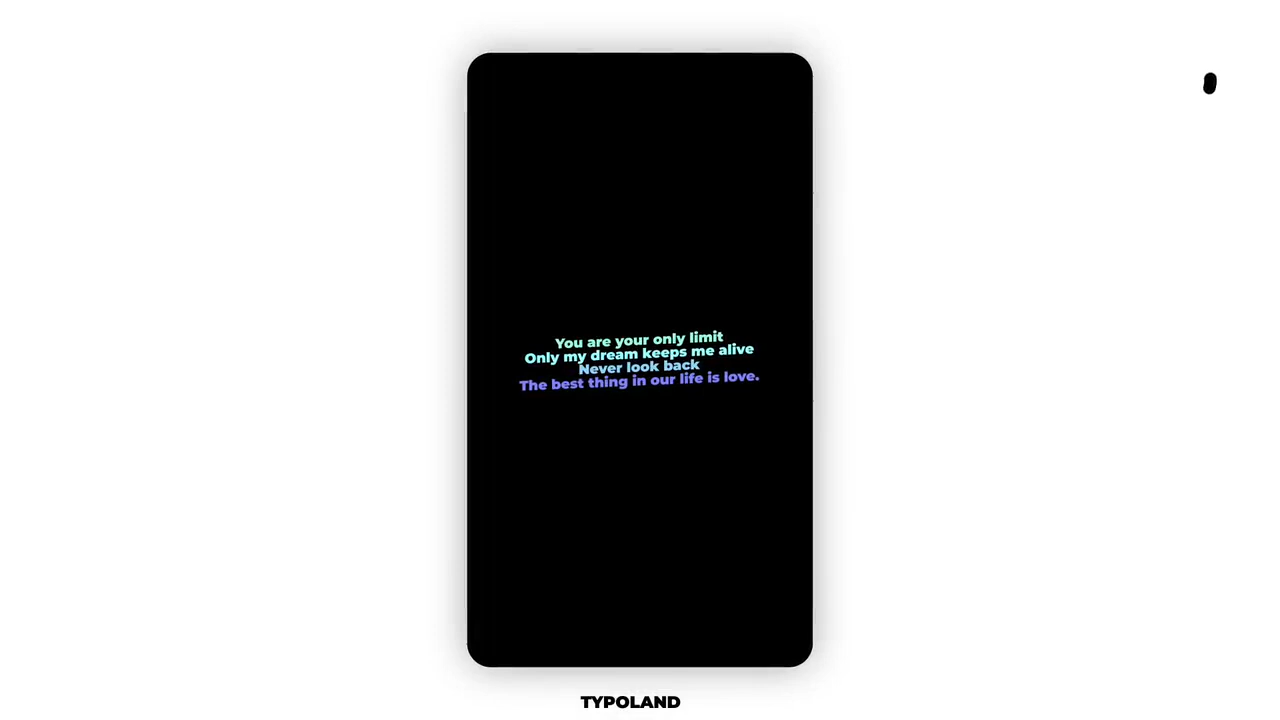 You are your only limit
Only my dream keeps me alive
Never look back
The best thing in our life is love.
TYPOLAND